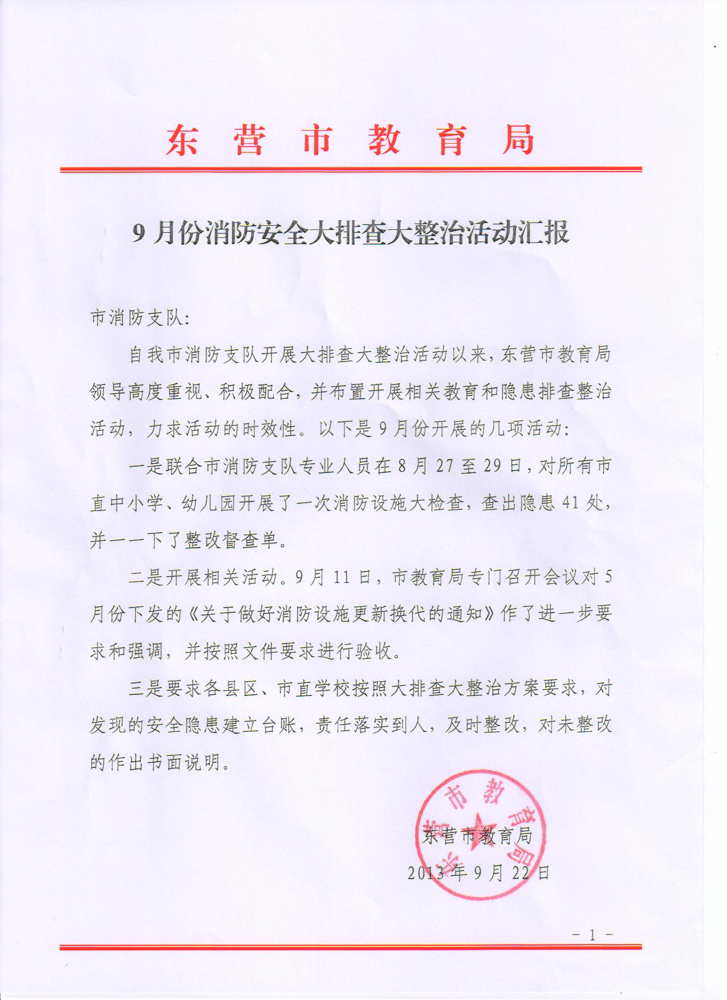 东营市教育局
9月份消防安全大排查大整治活动汇报
市消防支队：
自我市消防支队开展大排查大整治活动以来，东营市教育局
领导高度重视、积极配合，并布置开展相关教育和隐患排查整治
活动，力求活动的时效性。以下是9月份开展的几项活动：
一是联合市消防支队专业人员在8月27至29日，对所有市
直中小学、幼儿园开展了一次消防设施大检查，查出隐患41处，
并一一下了整改督查单。
二是开展相关活动。9月11日，市教育局专门召开会议对5
月份下发的《关于做好消防设施更新换代的通知》作了进一步要
求和强调，并按照文件要求进行验收。
三是要求各县区、市直学校按照大排查大整治方案要求，对
发现的安全隐患建立台账，责任落实到人，及时整改，对未整改
的作出书面说明。
东营市教育局
东营市教育局
2013年9月22日
- 1 -